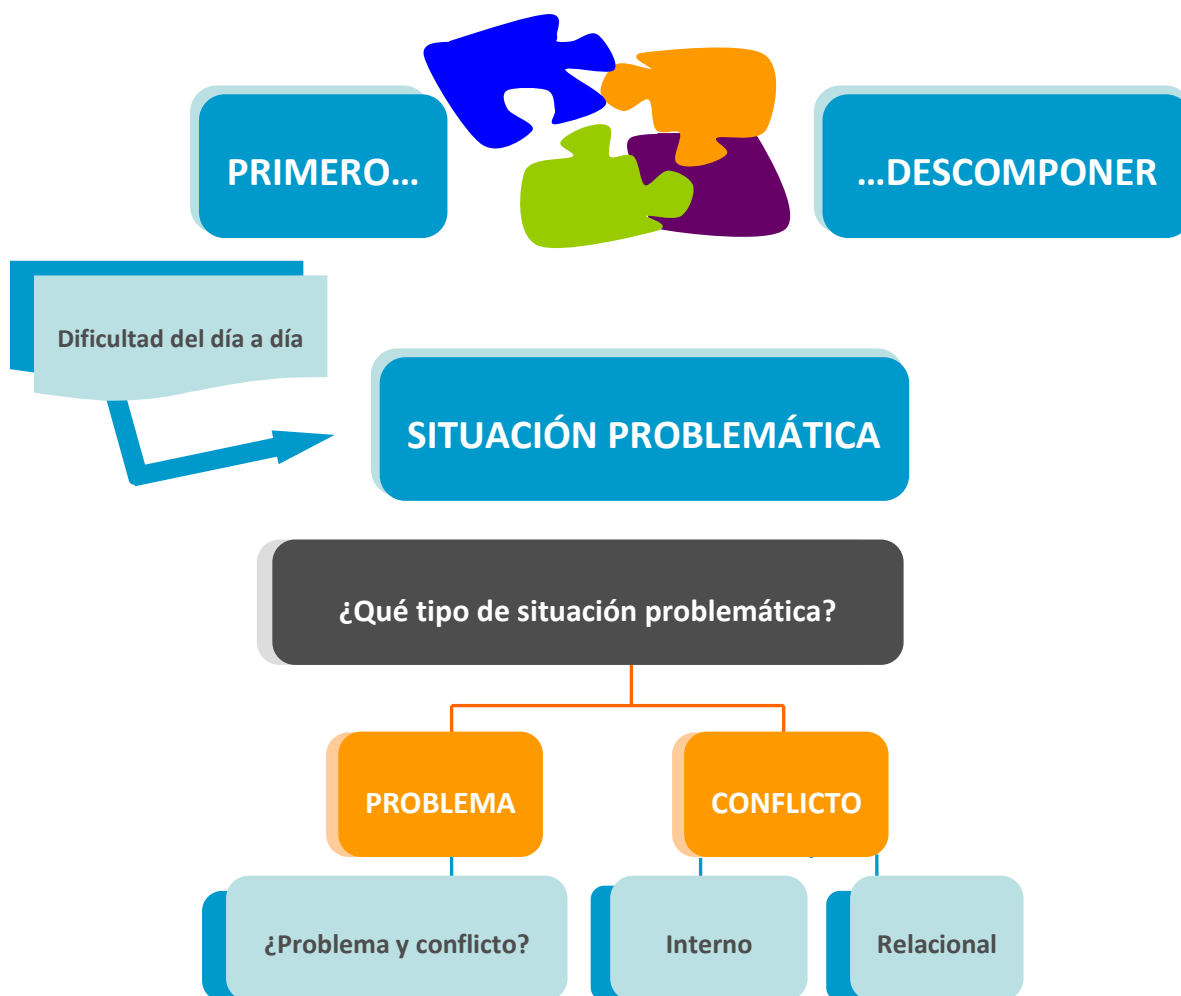 PRIMERO...
...DESCOMPONER
Dificultad del día a día
SITUACIÓN PROBLEMÁTICA
¿Qué tipo de situación problemática?
PROBLEMA
CONFLICTO
¿Problema y conflicto?
Interno
Relacional